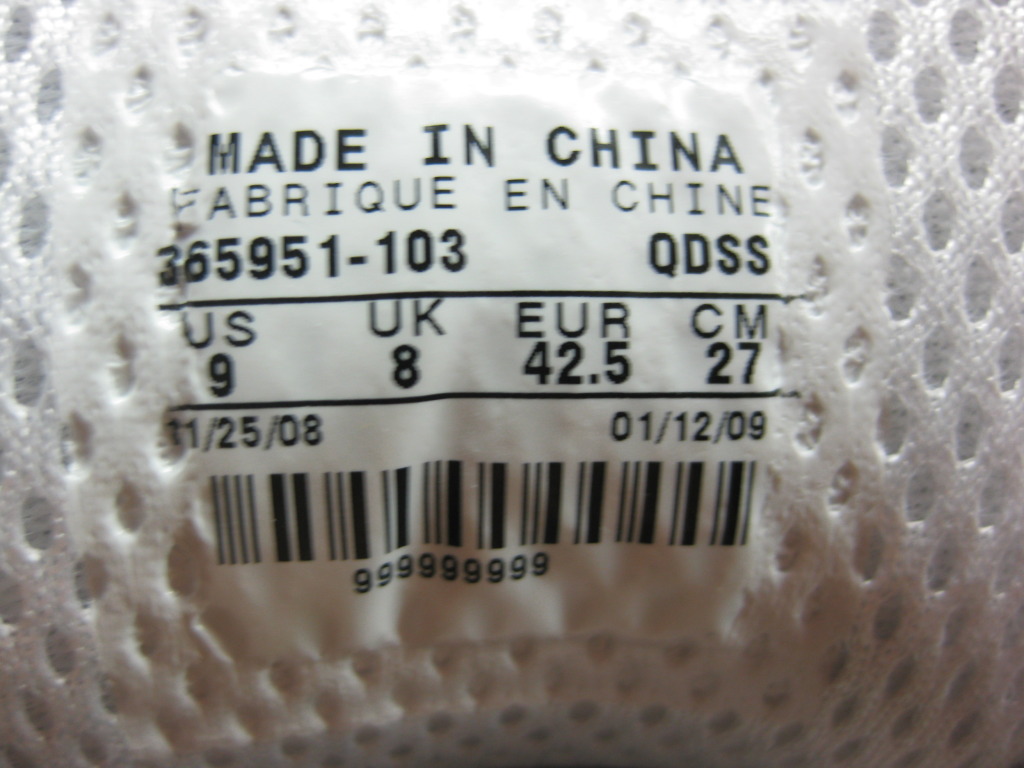 MADE IN CHINA
FABRIQUE EN CHINE
365951-103 QDSS
US UK EUR CM
9 8 42.5 27
11/25/08 01/12/09
999999999